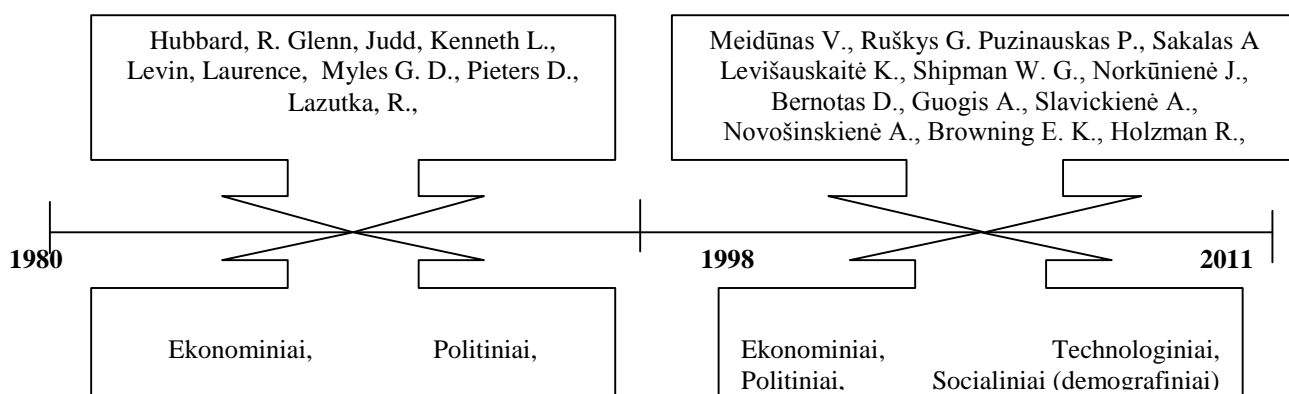 Hubbard, R. Glenn, Judd, Kenneth L.,
Levin, Laurence, Myles G. D., Pieters D.,
Lazutka, R.,
Meidūnas V., Ruškys G. Puzinauskas P., Sakalas A
Levišauskaitė K., Shipman W. G., Norkūnienė J.,
Bernotas D., Guogis A., Slavickienė A.,
Novošinskienė A., Browning E. K., Holzman R.,
1980 1998 2011
Ekonominiai, Politiniai,
Ekonominiai, Technologiniai,
Politiniai, Socialiniai (demografiniai)